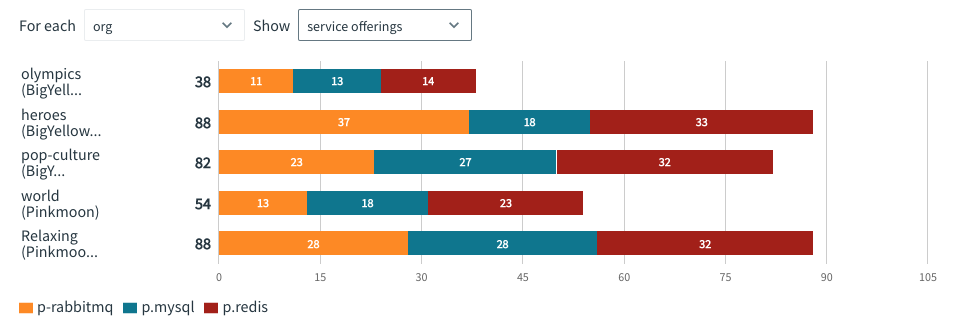 For each org Show service offerings
olympics
(BigYell...
38 11 13 14
heroes
(BigYellow...
88 37 18 33
pop-culture
(BigY...
82 23 27 32
world
(Pinkmoon)
54 13 18 23
Relaxing
(Pinkmoo...
88 28 28 32
0 15 30 45 60 75 90 105
p-rabbitmq p.mysql p.redis